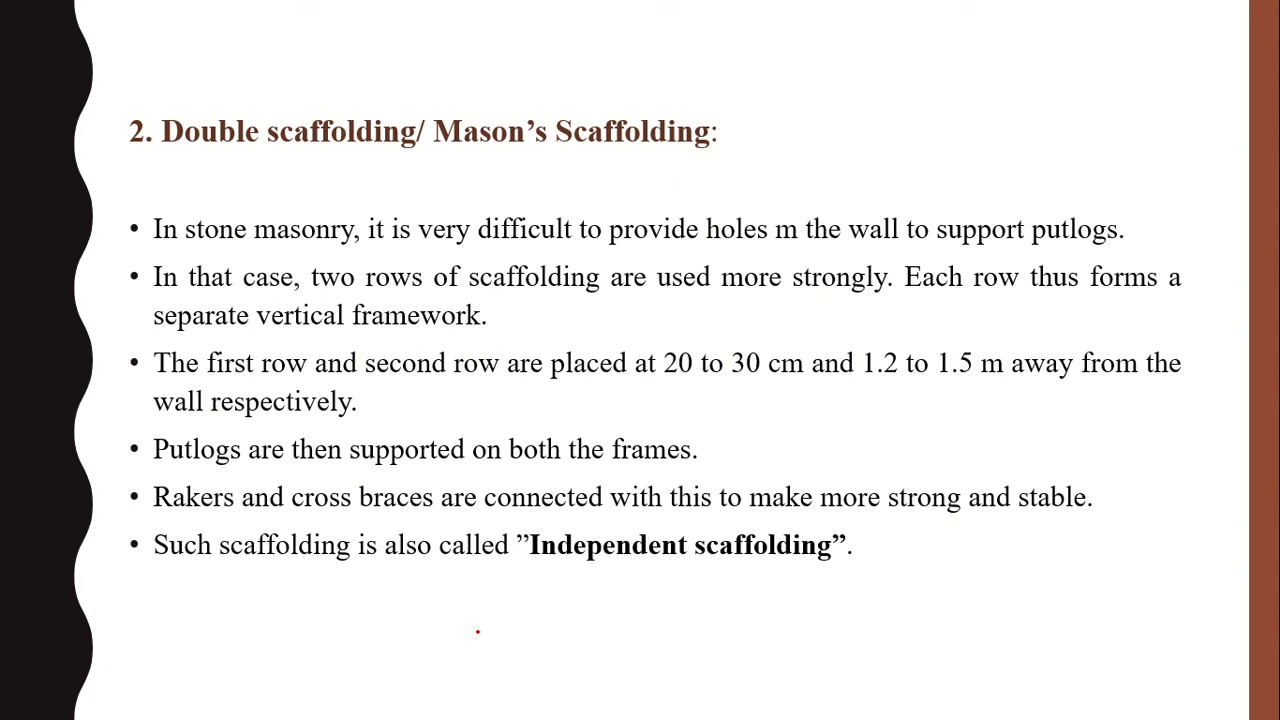 2. Double scaffolding/ Mason’s Scaffolding:
• In stone masonry, it is very difficult to provide holes m the wall to support putlogs.
• In that case, two rows of scaffolding are used more strongly. Each row thus forms a
separate vertical framework.
• The first row and second row are placed at 20 to 30 cm and 1.2 to 1.5 m away from the
wall respectively.
• Putlogs are then supported on both the frames.
• Rakers and cross braces are connected with this to make more strong and stable.
• Such scaffolding is also called ”Independent scaffolding”.